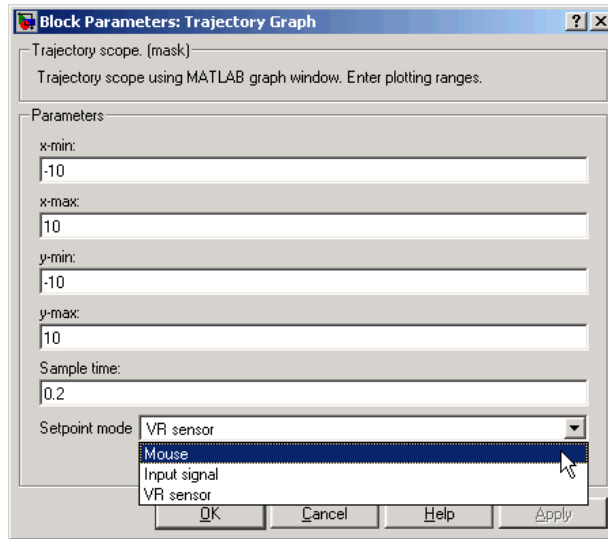 Block Parameters: Trajectory Graph
Trajectory scope. (mask)
Trajectory scope using MATLAB graph window. Enter plotting ranges.
Parameters
x-min:
-10
x-max:
10
y-min:
-10
y-max:
10
Sample time:
0.2
Setpoint mode VR sensor
Mouse
Input signal
VR sensor
OK Cancel Help Apply